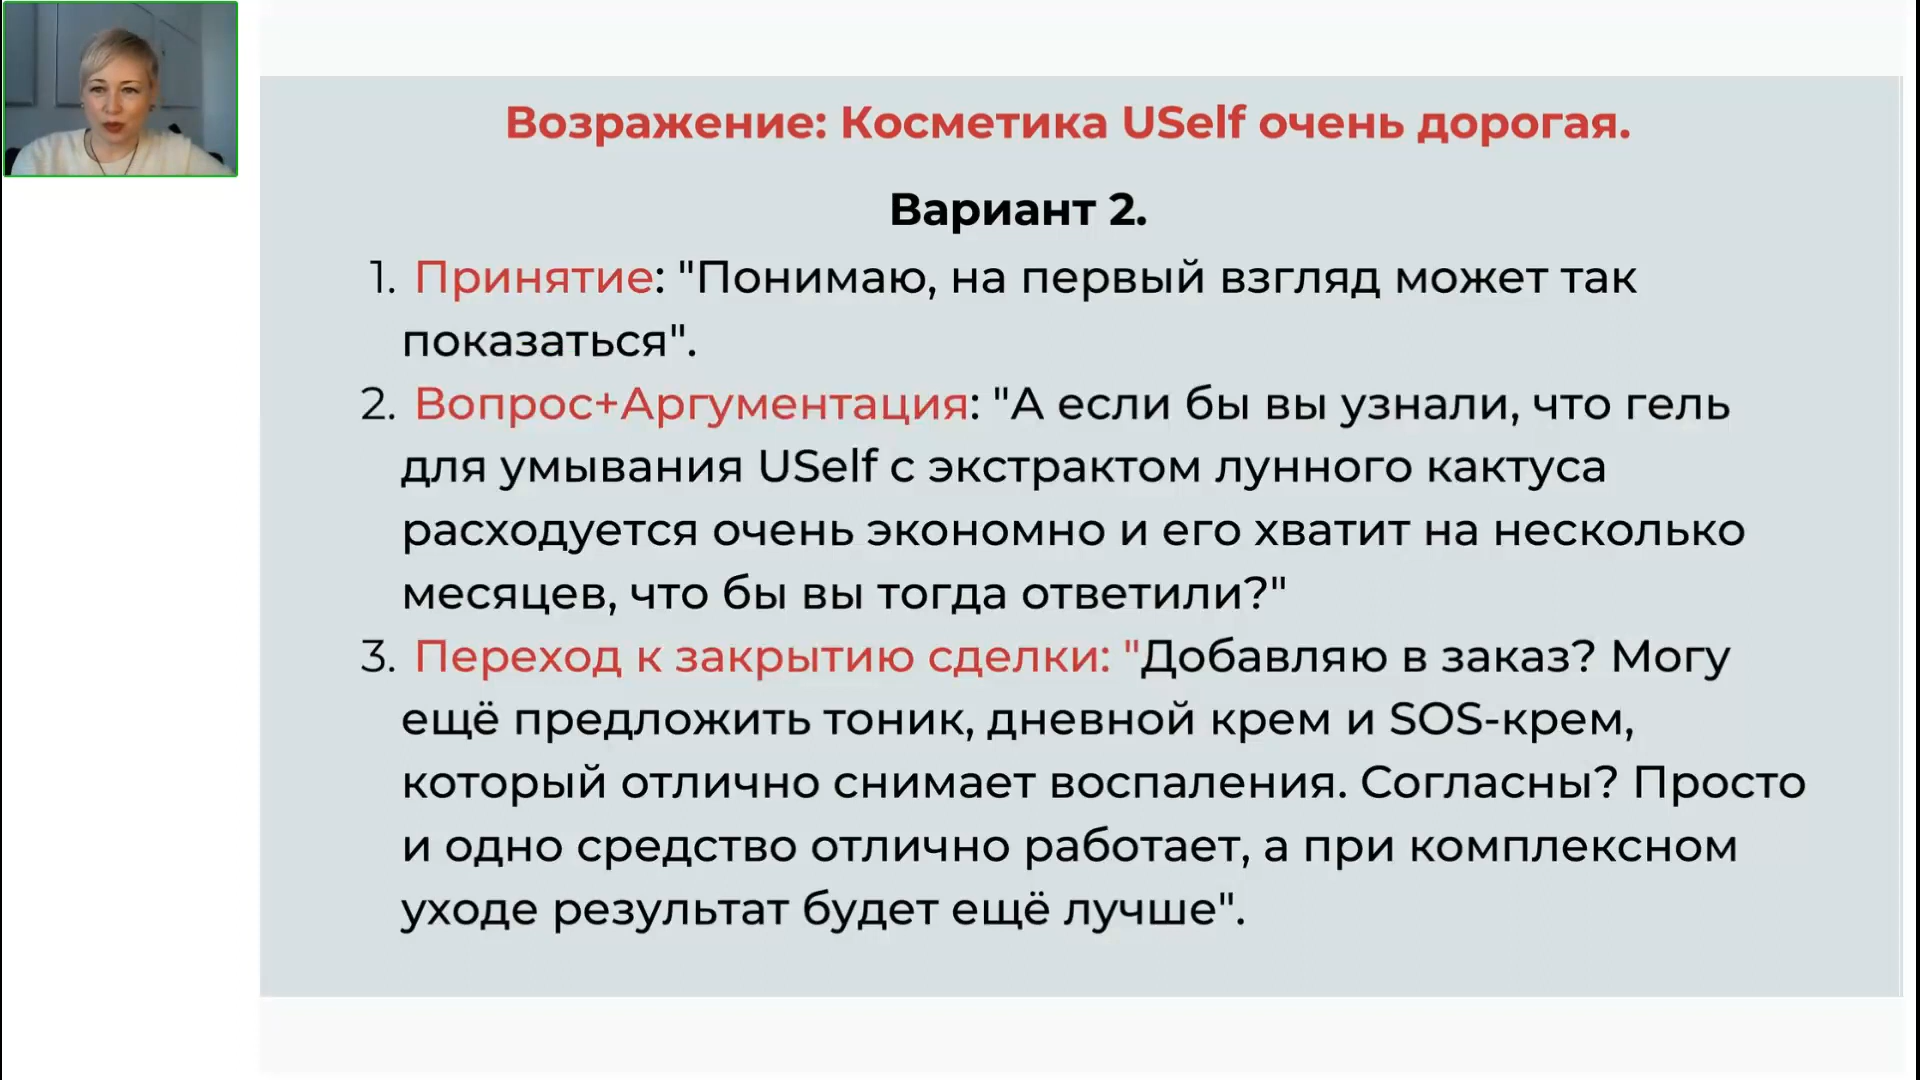 Возражение: Косметика USelf очень дорогая.
Вариант 2.
1. Принятие: "Понимаю, на первый взгляд может так
показаться".
2. Вопрос+Аргументация: "А если бы вы узнали, что гель
для умывания USelf с экстрактом лунного кактуса
расходуется очень экономно и его хватит на несколько
месяцев, что бы вы тогда ответили?"
3. Переход к закрытию сделки: "Добавляю в заказ? Могу
ещё предложить тоник, дневной крем и SOS-крем,
который отлично снимает воспаления. Согласны? Просто
и одно средство отлично работает, а при комплексном
уходе результат будет ещё лучше".